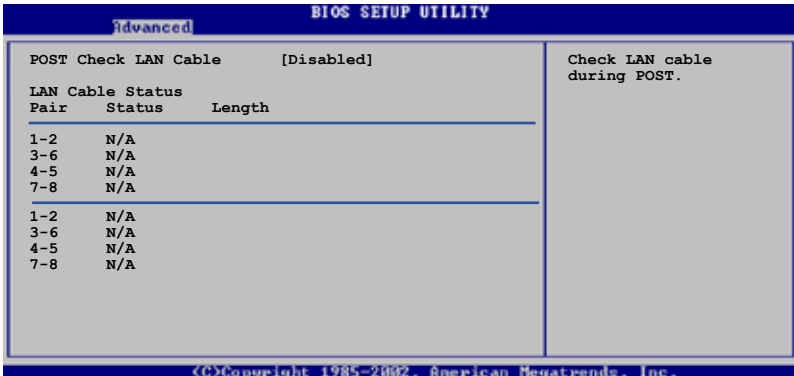 BIOS SETUP UTILITY
Advanced
POST Check LAN Cable [Disabled]
LAN Cable Status
Pair Status Length
1-2 N/A
3-6 N/A
4-5 N/A
7-8 N/A
1-2 N/A
3-6 N/A
4-5 N/A
7-8 N/A
Check LAN cable
during POST.
(C)Copyright 1985-2002, American Megatrends, Inc.